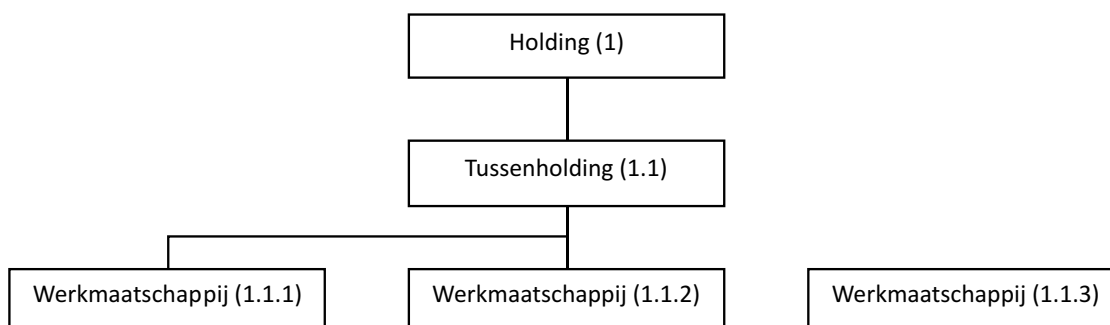 Holding (1)
Tussenholding (1.1)
Werkmaatschappij (1.1.1)
Werkmaatschappij (1.1.2)
Werkmaatschappij (1.1.3)